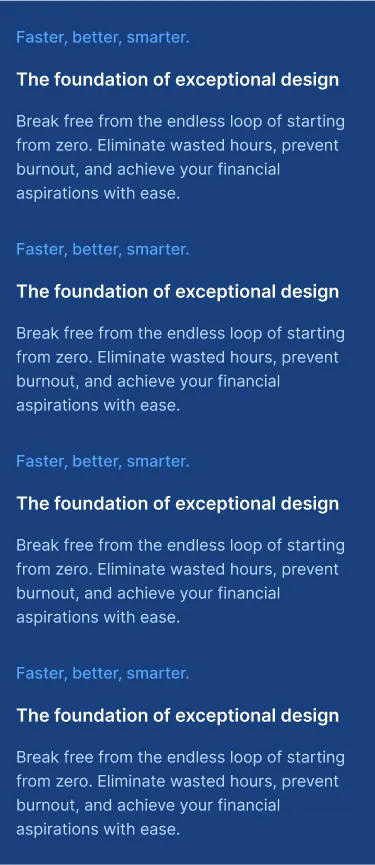 Faster, better, smarter.
The foundation of exceptional design
Break free from the endless loop of starting
from zero. Eliminate wasted hours, prevent
burnout, and achieve your financial
aspirations with ease.
Faster, better, smarter.
The foundation of exceptional design
Break free from the endless loop of starting
from zero. Eliminate wasted hours, prevent
burnout, and achieve your financial
aspirations with ease.
Faster, better, smarter.
The foundation of exceptional design
Break free from the endless loop of starting
from zero. Eliminate wasted hours, prevent
burnout, and achieve your financial
aspirations with ease.
Faster, better, smarter.
The foundation of exceptional design
Break free from the endless loop of starting
from zero. Eliminate wasted hours, prevent
burnout, and achieve your financial
aspirations with ease.